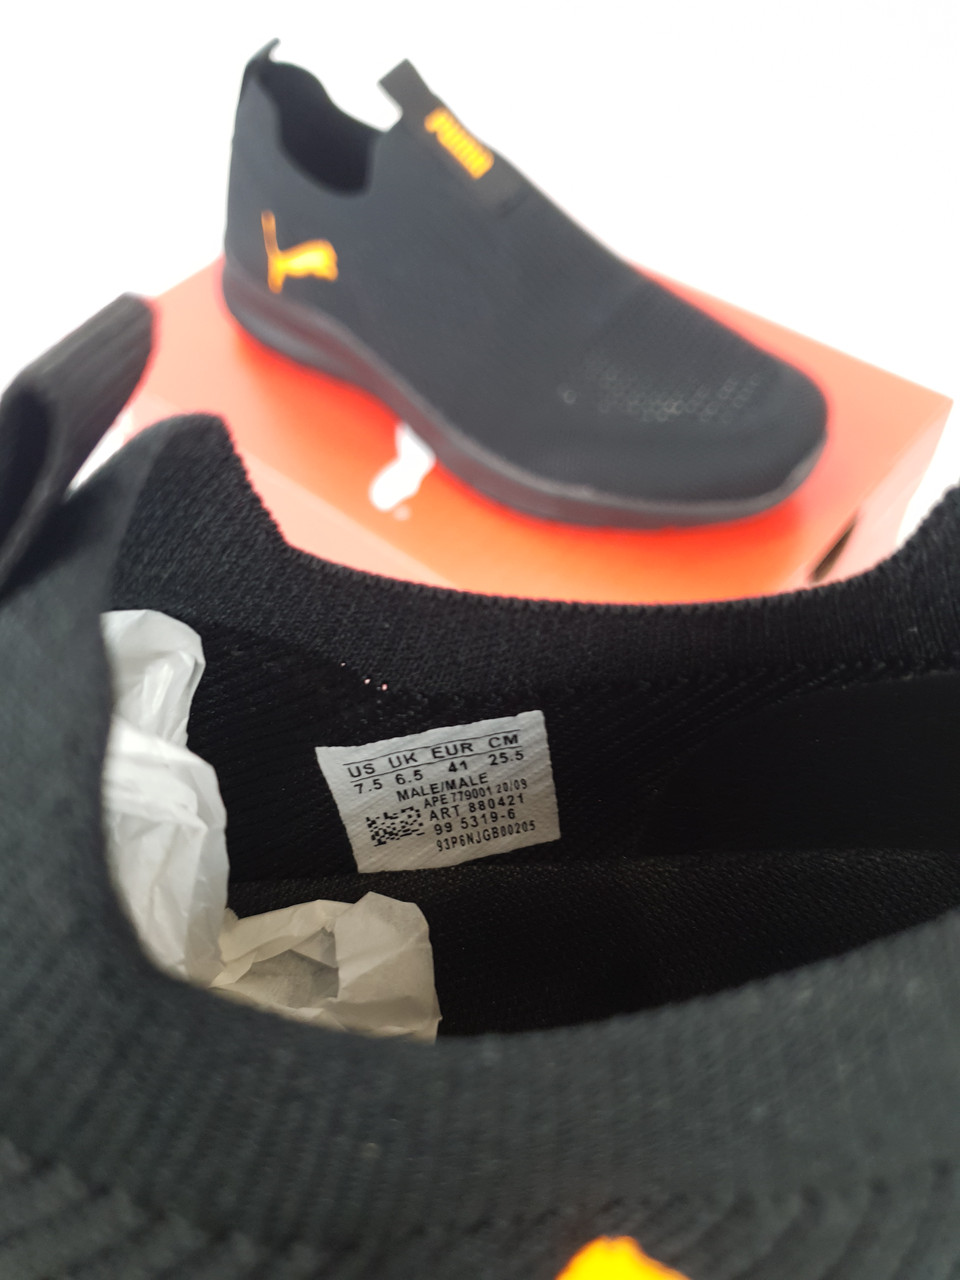 PUMA
US UK EUR CM
7.5 6.5 41 25.5
MALE/MALE
APE 779001 20/09
ART 880421
99 5319-6
93P6NJGB00205